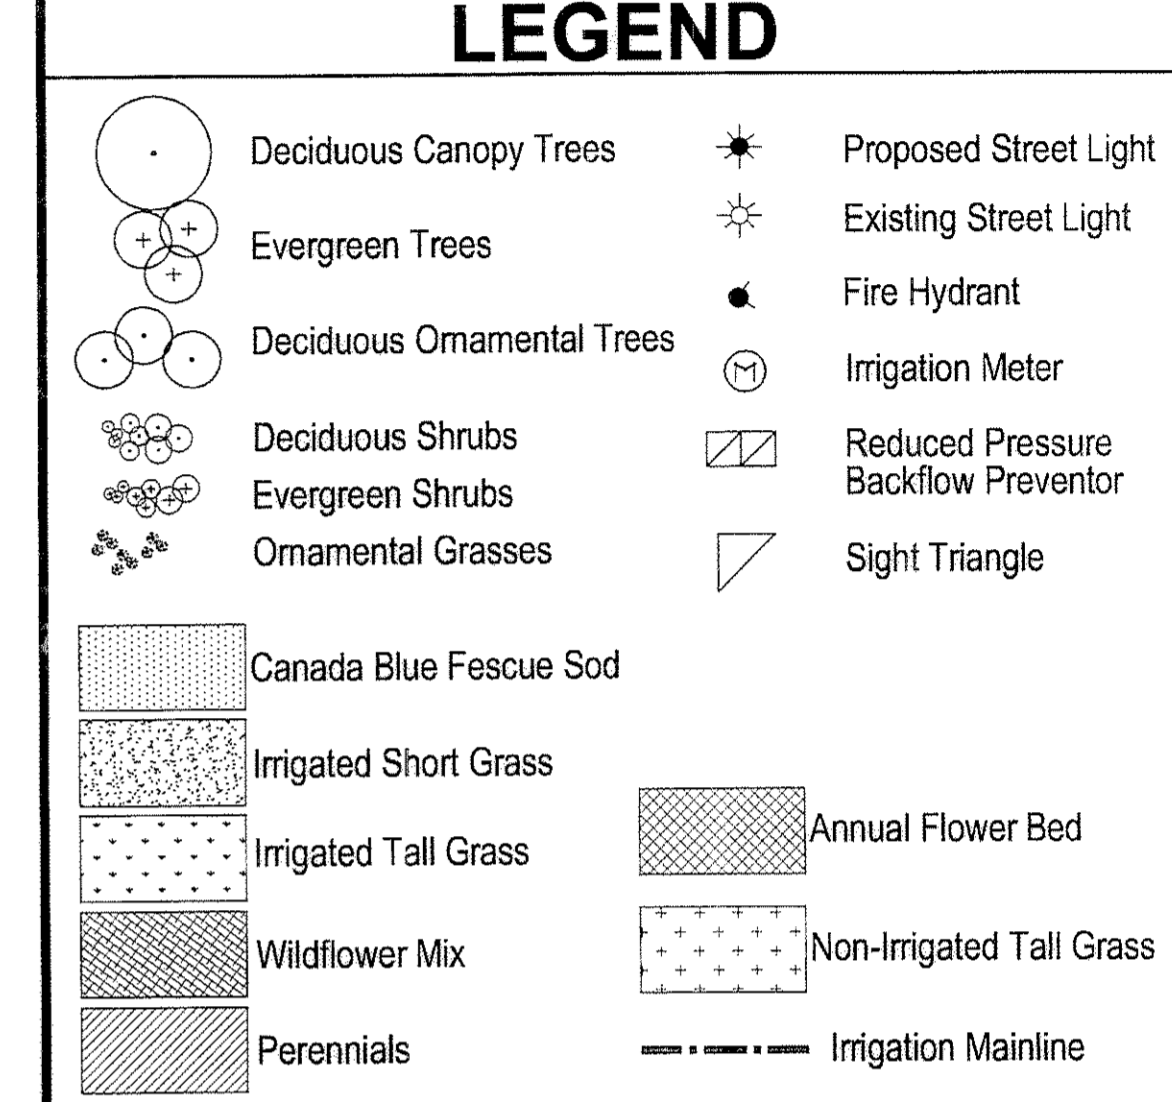 LEGEND
Deciduous Canopy Trees
Evergreen Trees
Deciduous Ornamental Trees
Deciduous Shrubs
Evergreen Shrubs
Ornamental Grasses
Canada Blue Fescue Sod
Irrigated Short Grass
Irrigated Tall Grass
Wildflower Mix
Perennials
Proposed Street Light
Existing Street Light
Fire Hydrant
M
Irrigation Meter
Reduced Pressure
Backflow Preventor
Sight Triangle
Annual Flower Bed
Non-Irrigated Tall Grass
Irrigation Mainline